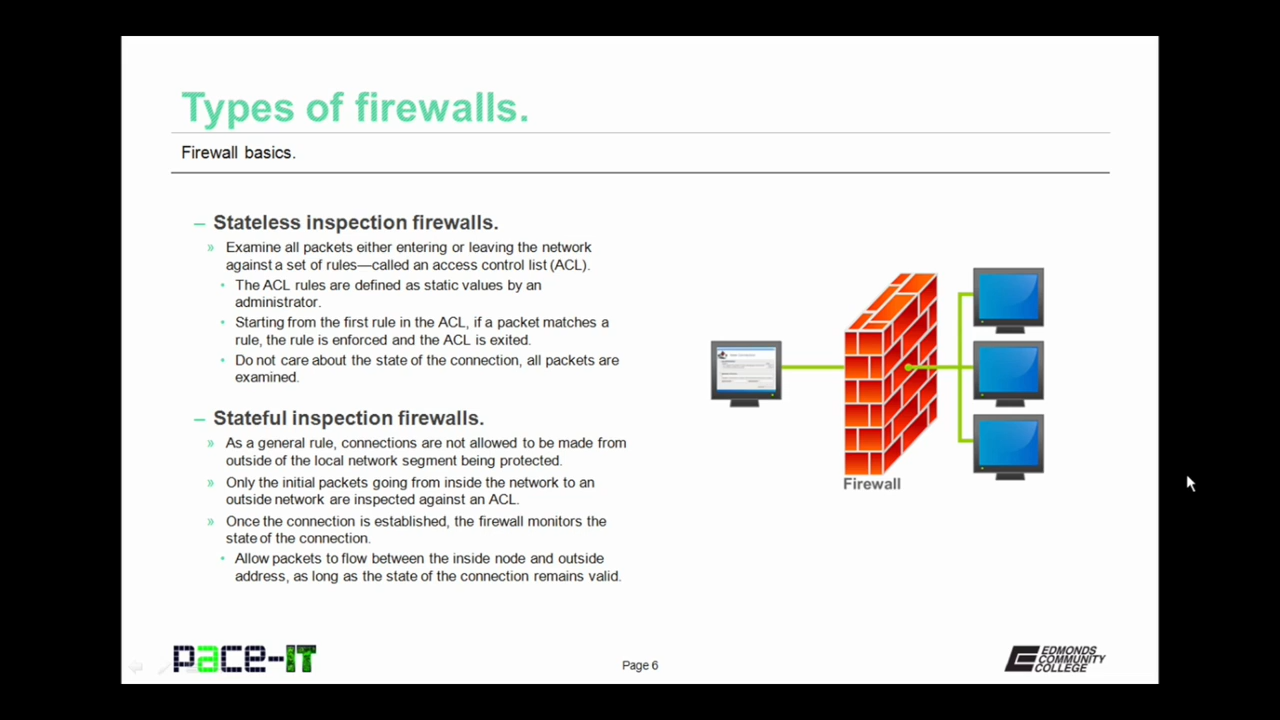 Types of firewalls.
Firewall basics.
– Stateless inspection firewalls.
» Examine all packets either entering or leaving the network
against a set of rules—called an access control list (ACL).
• The ACL rules are defined as static values by an
administrator.
• Starting from the first rule in the ACL, if a packet matches a
rule, the rule is enforced and the ACL is exited.
• Do not care about the state of the connection, all packets are
examined.
– Stateful inspection firewalls.
» As a general rule, connections are not allowed to be made from
outside of the local network segment being protected.
» Only the initial packets going from inside the network to an
outside network are inspected against an ACL.
» Once the connection is established, the firewall monitors the
state of the connection.
• Allow packets to flow between the inside node and outside
address, as long as the state of the connection remains valid.
Firewall
pace-IT
Page 6
EDMONDS
COMMUNITY
COLLEGE